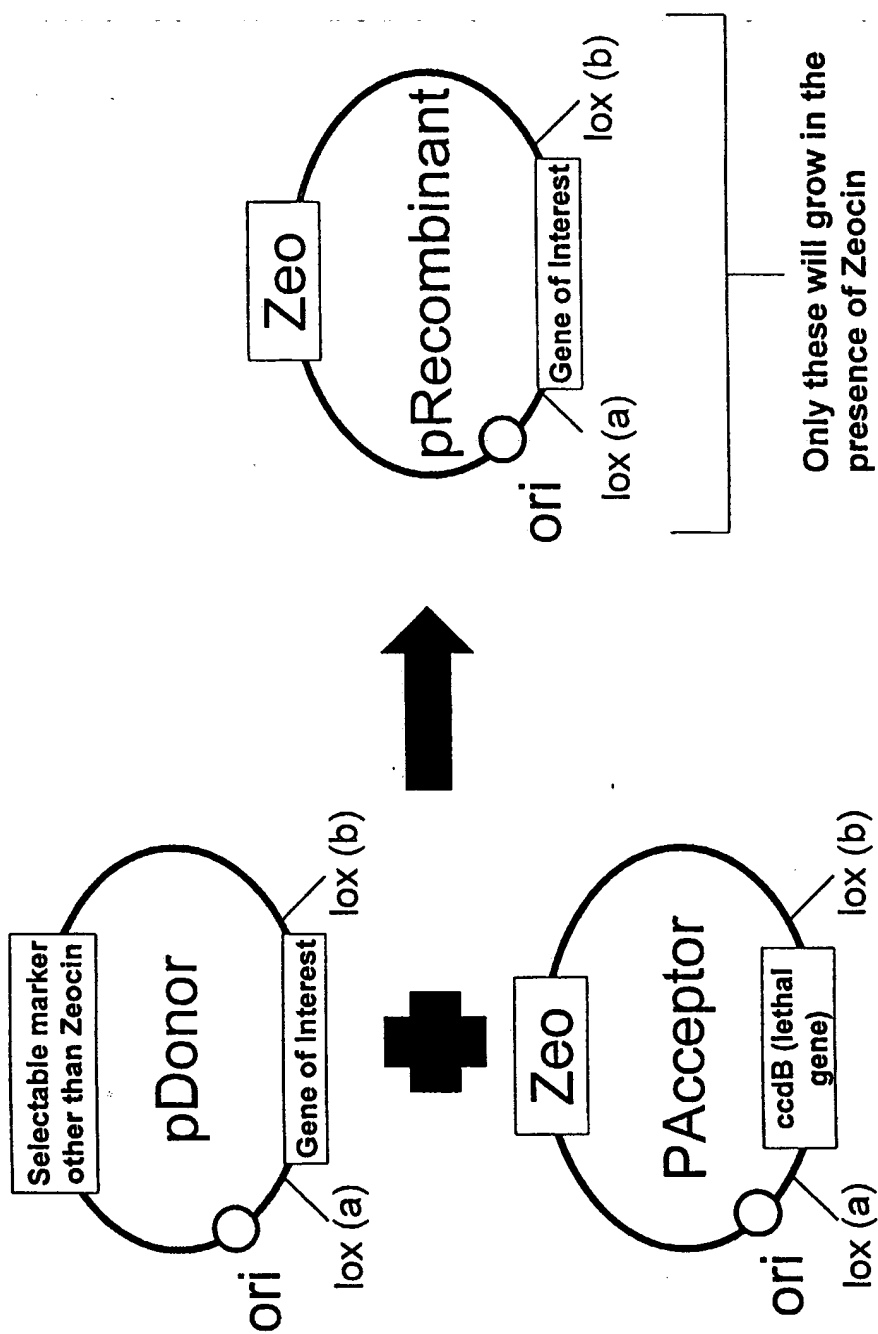 Selectable marker
other than Zeocin
pDonor
ori
lox (a)
Gene of Interest
lox (b)
Zeo
PAcceptor
ori
lox (a)
ccdB (lethal
gene)
lox (b)
Zeo
pRecombinant
ori
lox (a)
Gene of Interest
lox (b)
Only these will grow in the
presence of Zeocin